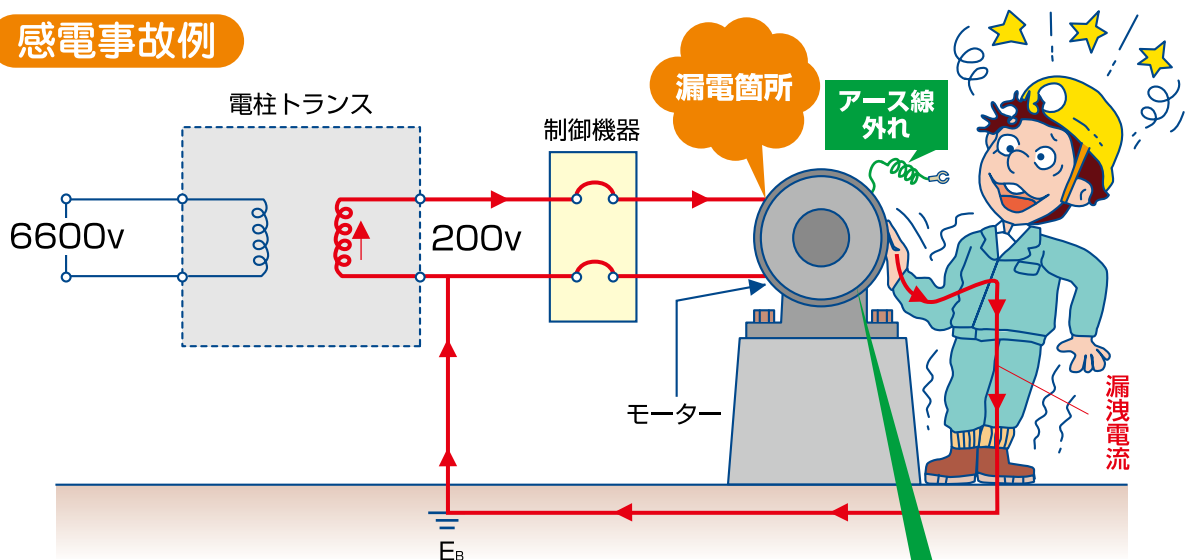 感電事故例
電柱トランス
6600v
200v
制御機器
漏電箇所
アース線
外れ
モーター
漏洩電流
EB